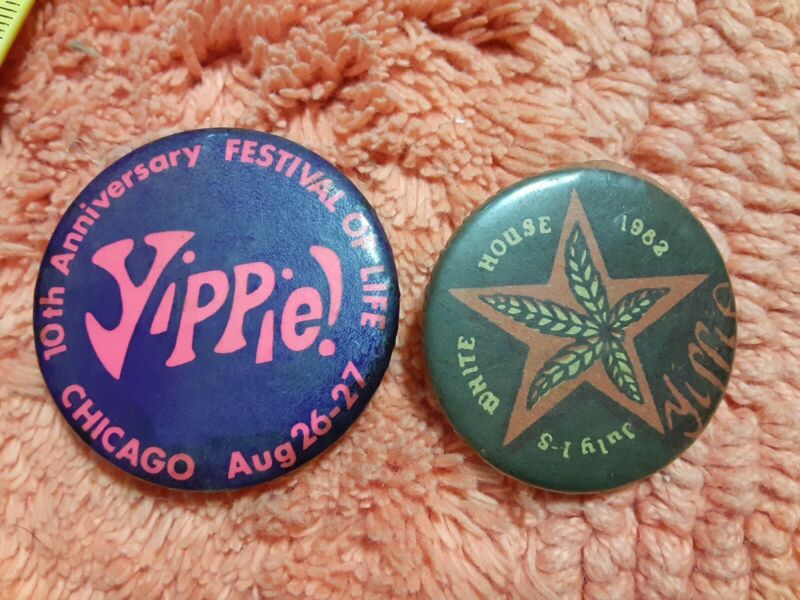 10th Anniversary FESTIVAL OF LIFE
Yippie!
CHICAGO Aug 26-27
WHITE HOUSE 1982
July 1-5
Yippie